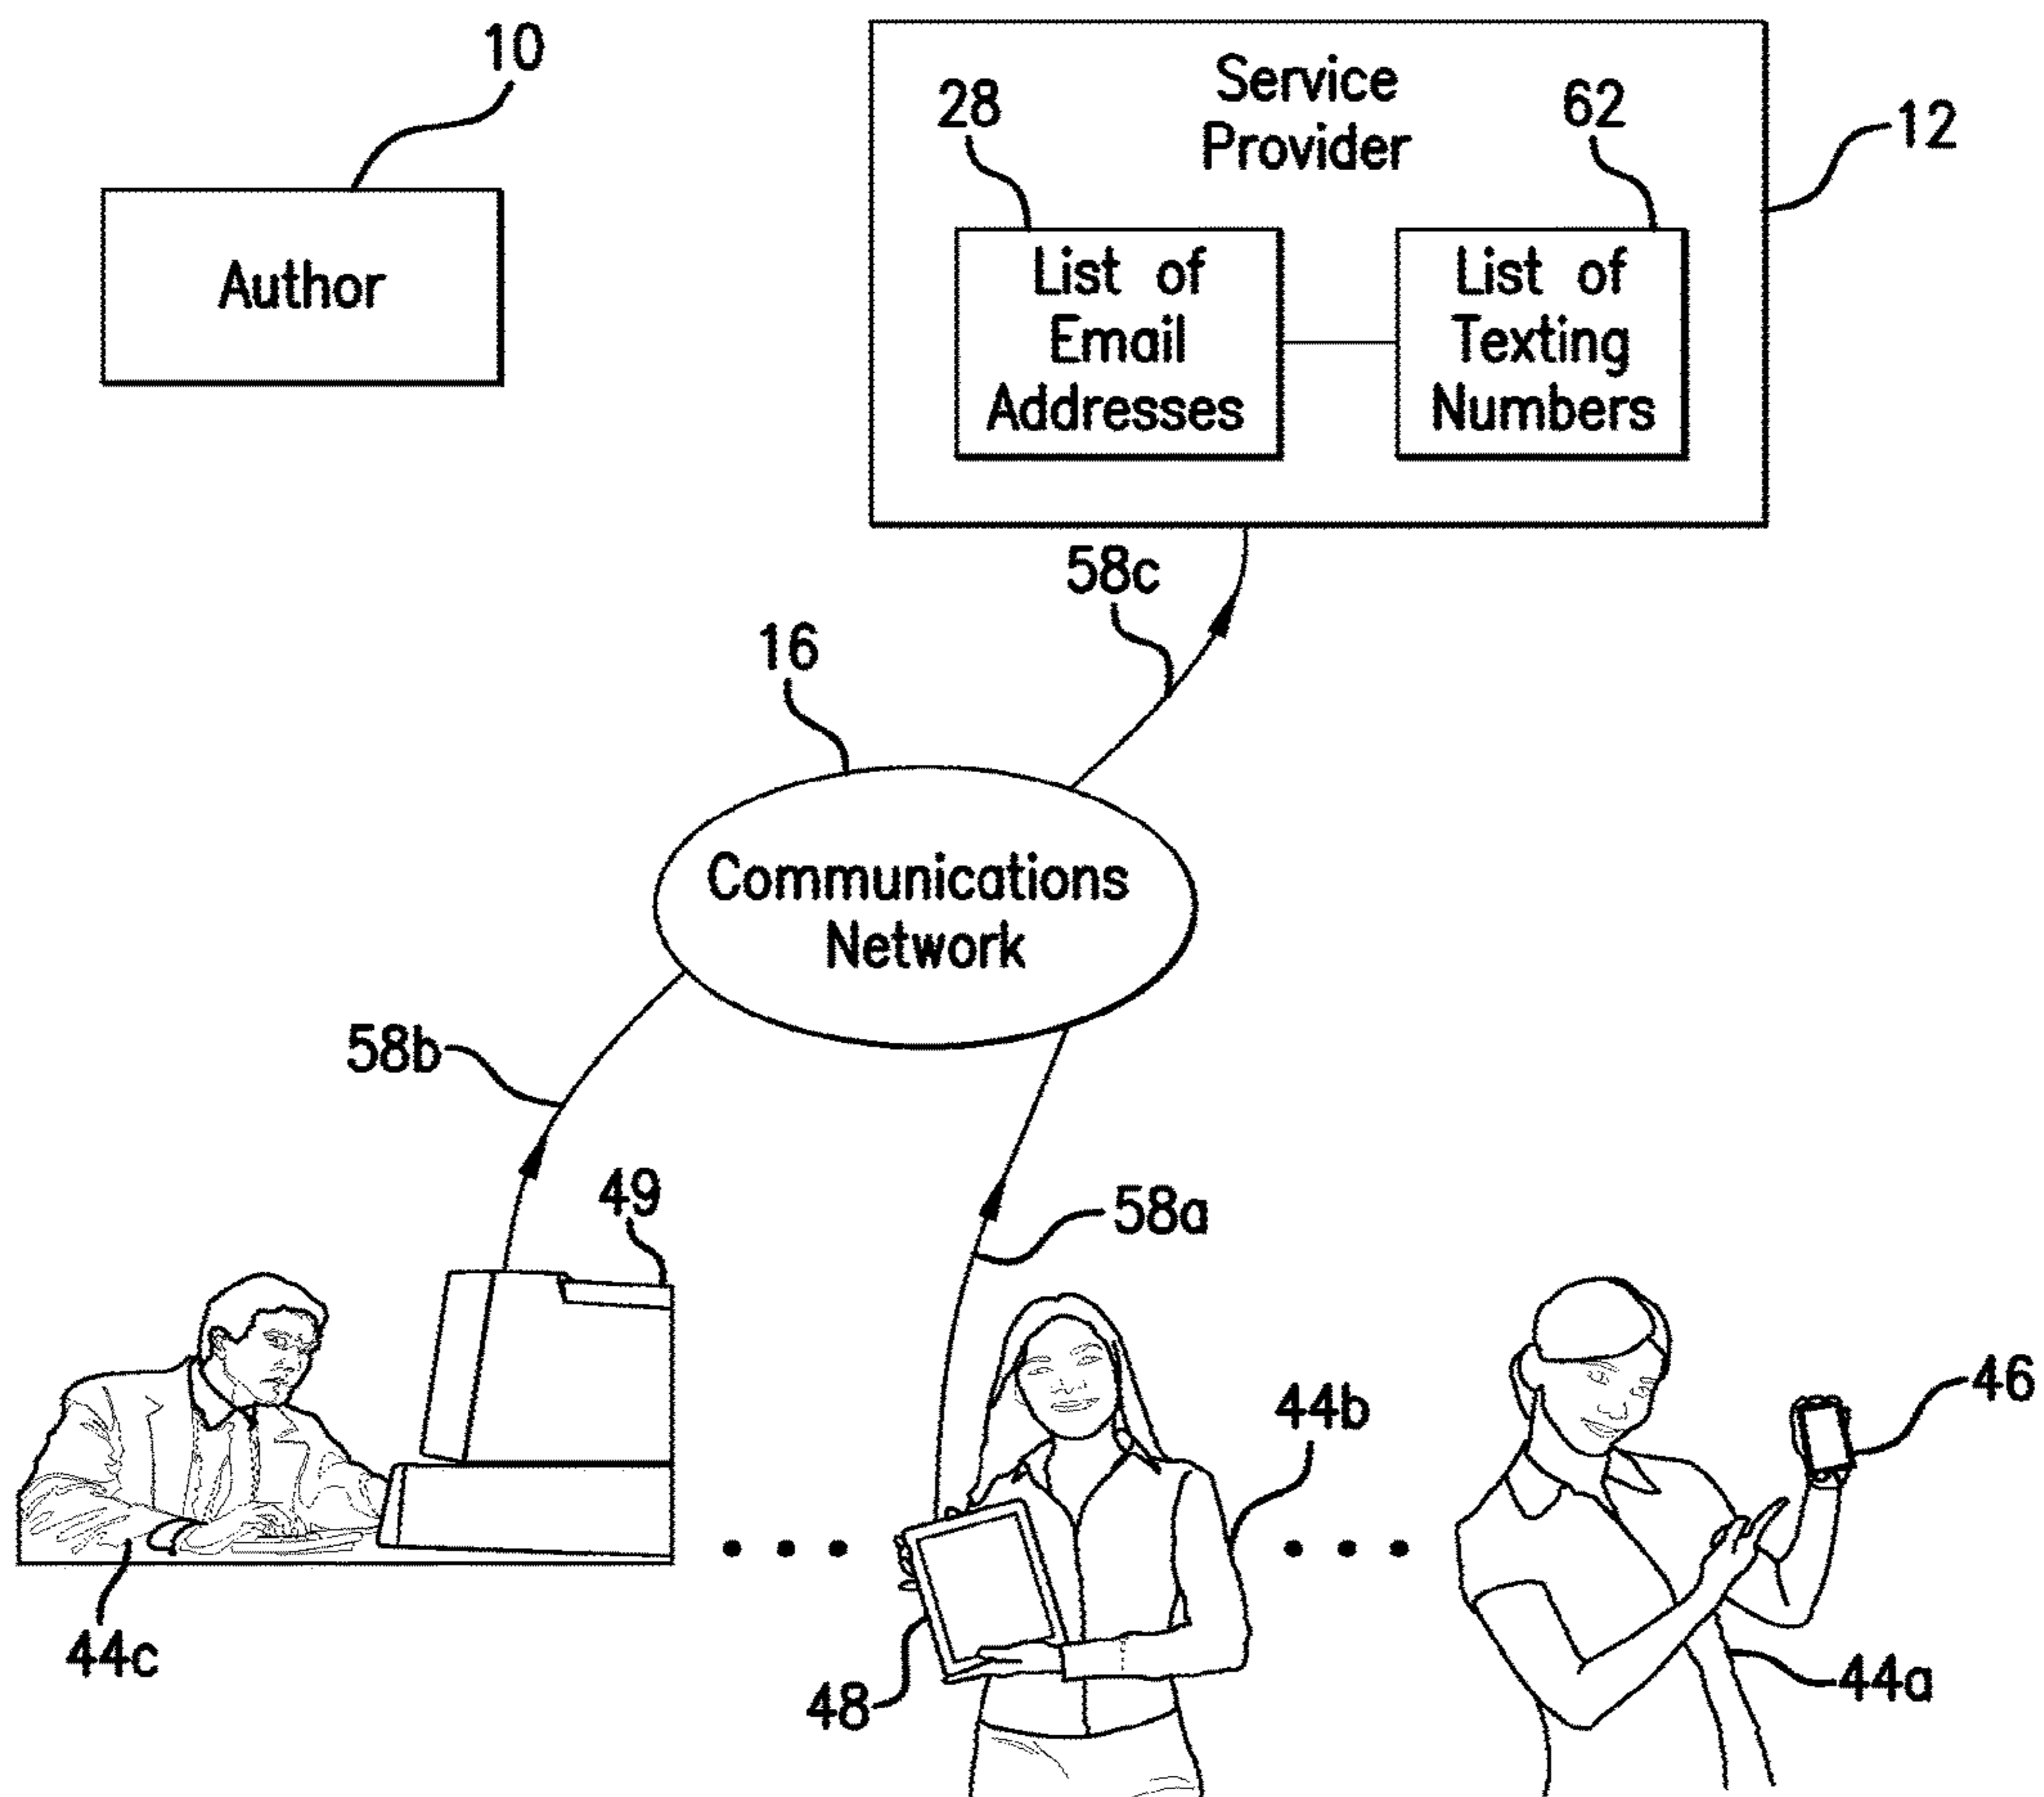 10
Author
Service
Provider
28
62
12
List of
Email
Addresses
List of
Texting
Numbers
58c
16
Communications
Network
58b
49
58a
44b
46
44c
48
44a